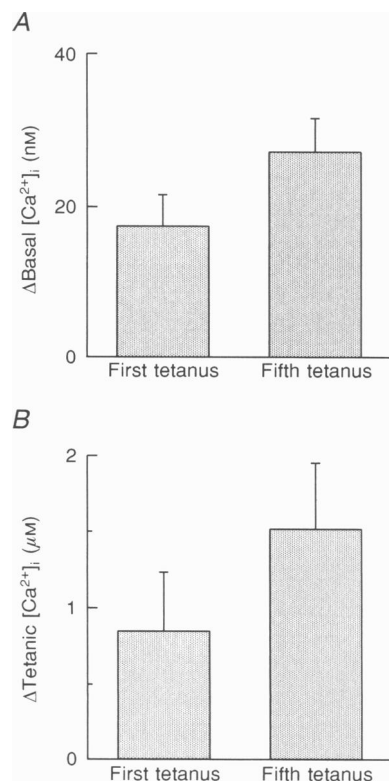 A
ΔBasal [Ca²⁺]ᵢ (nM)
40
20
0
First tetanus Fifth tetanus
B
ΔTetanic [Ca²⁺]ᵢ (μM)
2
1
0
First tetanus Fifth tetanus